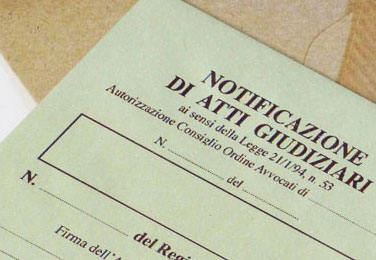 NOTIFICAZIONE
DI ATTI GIUDIZIARI
ai sensi della Legge 21/1/94, n. 53
Autorizzazione Consiglio Ordine Avvocati di
N. del
N. del Regi
Firma dell'A